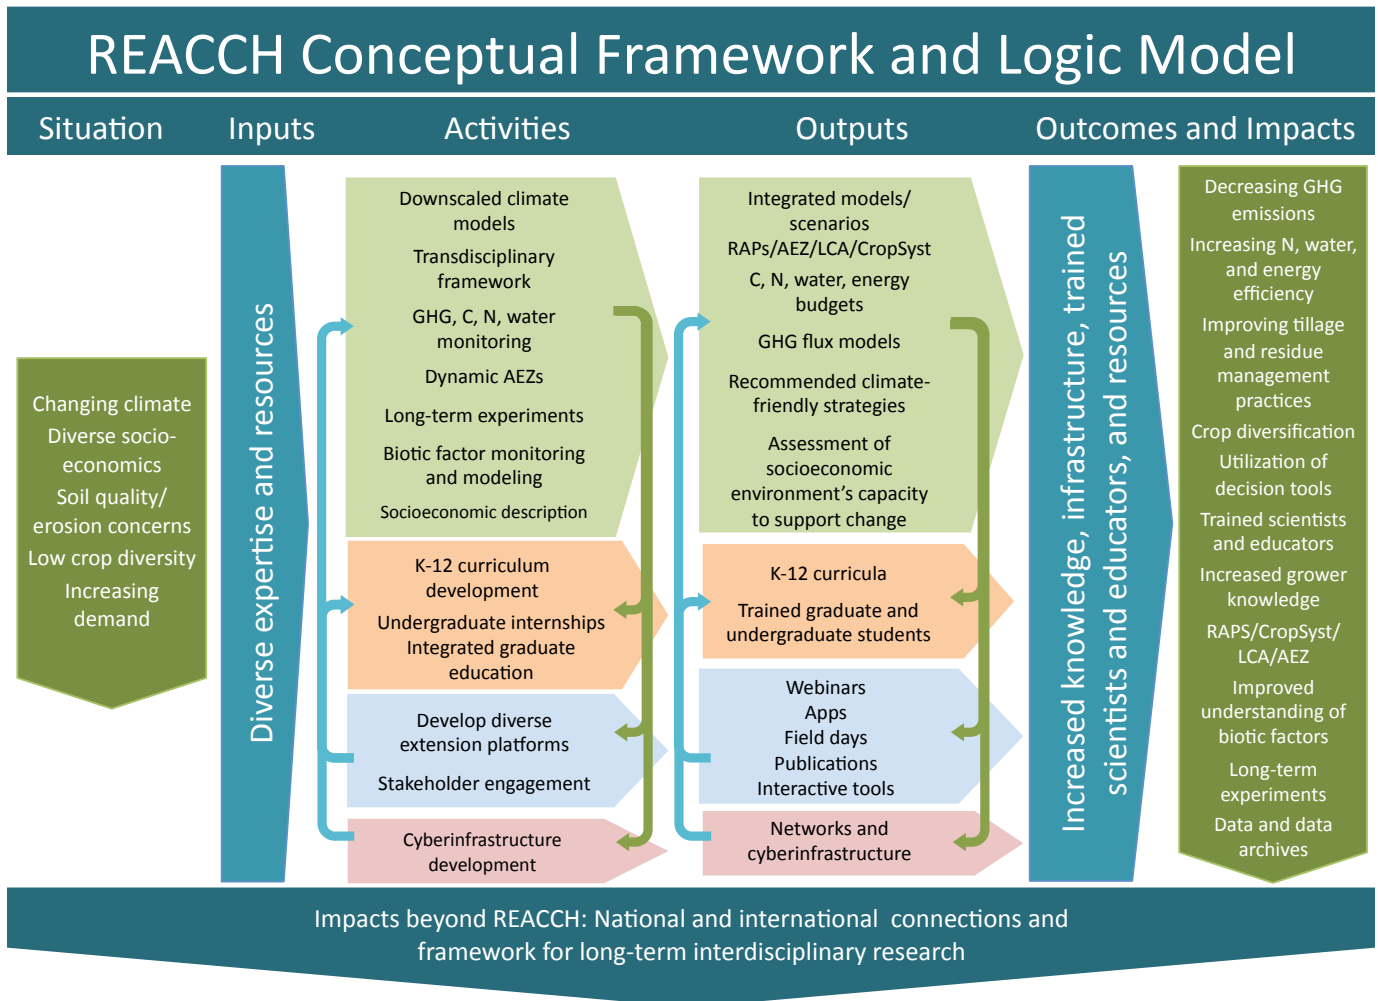 REACCH Conceptual Framework and Logic Model
Situation
Inputs
Activities
Outputs
Outcomes and Impacts
Changing climate
Diverse socio-
economics
Soil quality/
erosion concerns
Low crop diversity
Increasing
demand
Diverse expertise and resources
Downscaled climate
models
Transdisciplinary
framework
GHG, C, N, water
monitoring
Dynamic AEZs
Long-term experiments
Biotic factor monitoring
and modeling
Socioeconomic description
K-12 curriculum
development
Undergraduate internships
Integrated graduate
education
Develop diverse
extension platforms
Stakeholder engagement
Cyberinfrastructure
development
Integrated models/
scenarios
RAPs/AEZ/LCA/CropSyst
C, N, water, energy
budgets
GHG flux models
Recommended climate-
friendly strategies
Assessment of
socioeconomic
environment's capacity
to support change
K-12 curricula
Trained graduate and
undergraduate students
Webinars
Apps
Field days
Publications
Interactive tools
Networks and
cyberinfrastructure
Increased knowledge, infrastructure, trained
scientists and educators, and resources
Decreasing GHG
emissions
Increasing N, water,
and energy
efficiency
Improving tillage
and residue
management
practices
Crop diversification
Utilization of
decision tools
Trained scientists
and educators
Increased grower
knowledge
RAPS/CropSyst/
LCA/AEZ
Improved
understanding of
biotic factors
Long-term
experiments
Data and data
archives
Impacts beyond REACCH: National and international connections and
framework for long-term interdisciplinary research